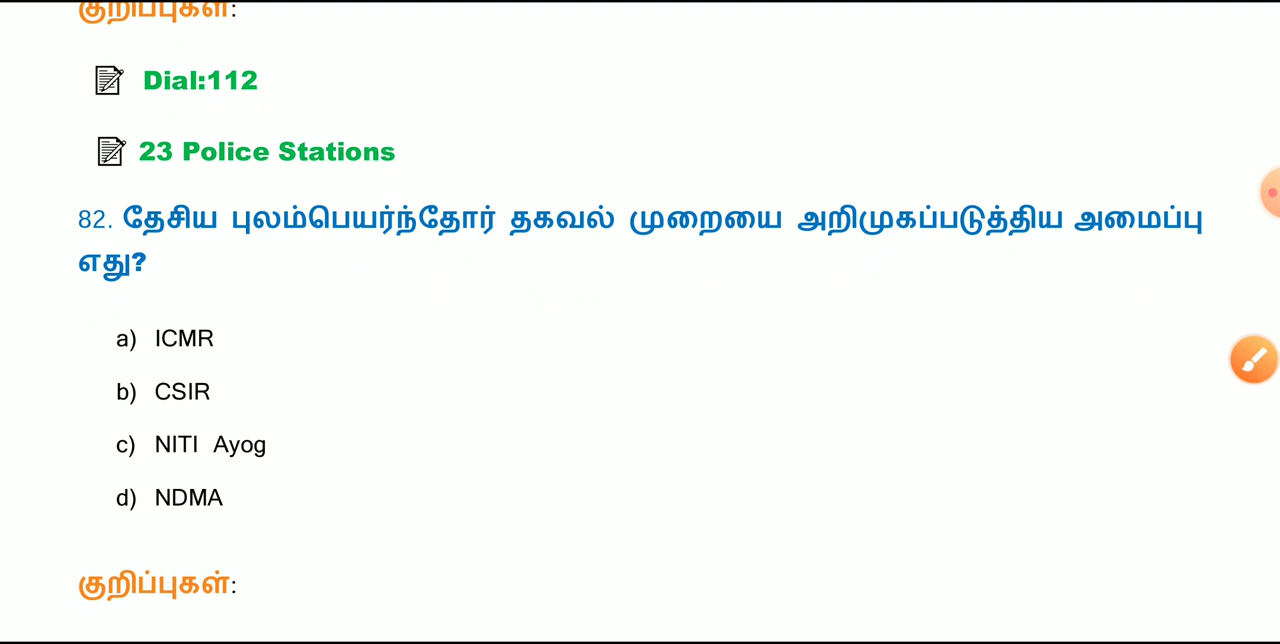 குறிப்புகள்:
Dial:112
23 Police Stations
82. தேசிய புலம்பெயர்ந்தோர் தகவல் முறையை அறிமுகப்படுத்திய அமைப்பு
எது?
a) ICMR
b) CSIR
c) NITI Ayog
d) NDMA
குறிப்புகள்: